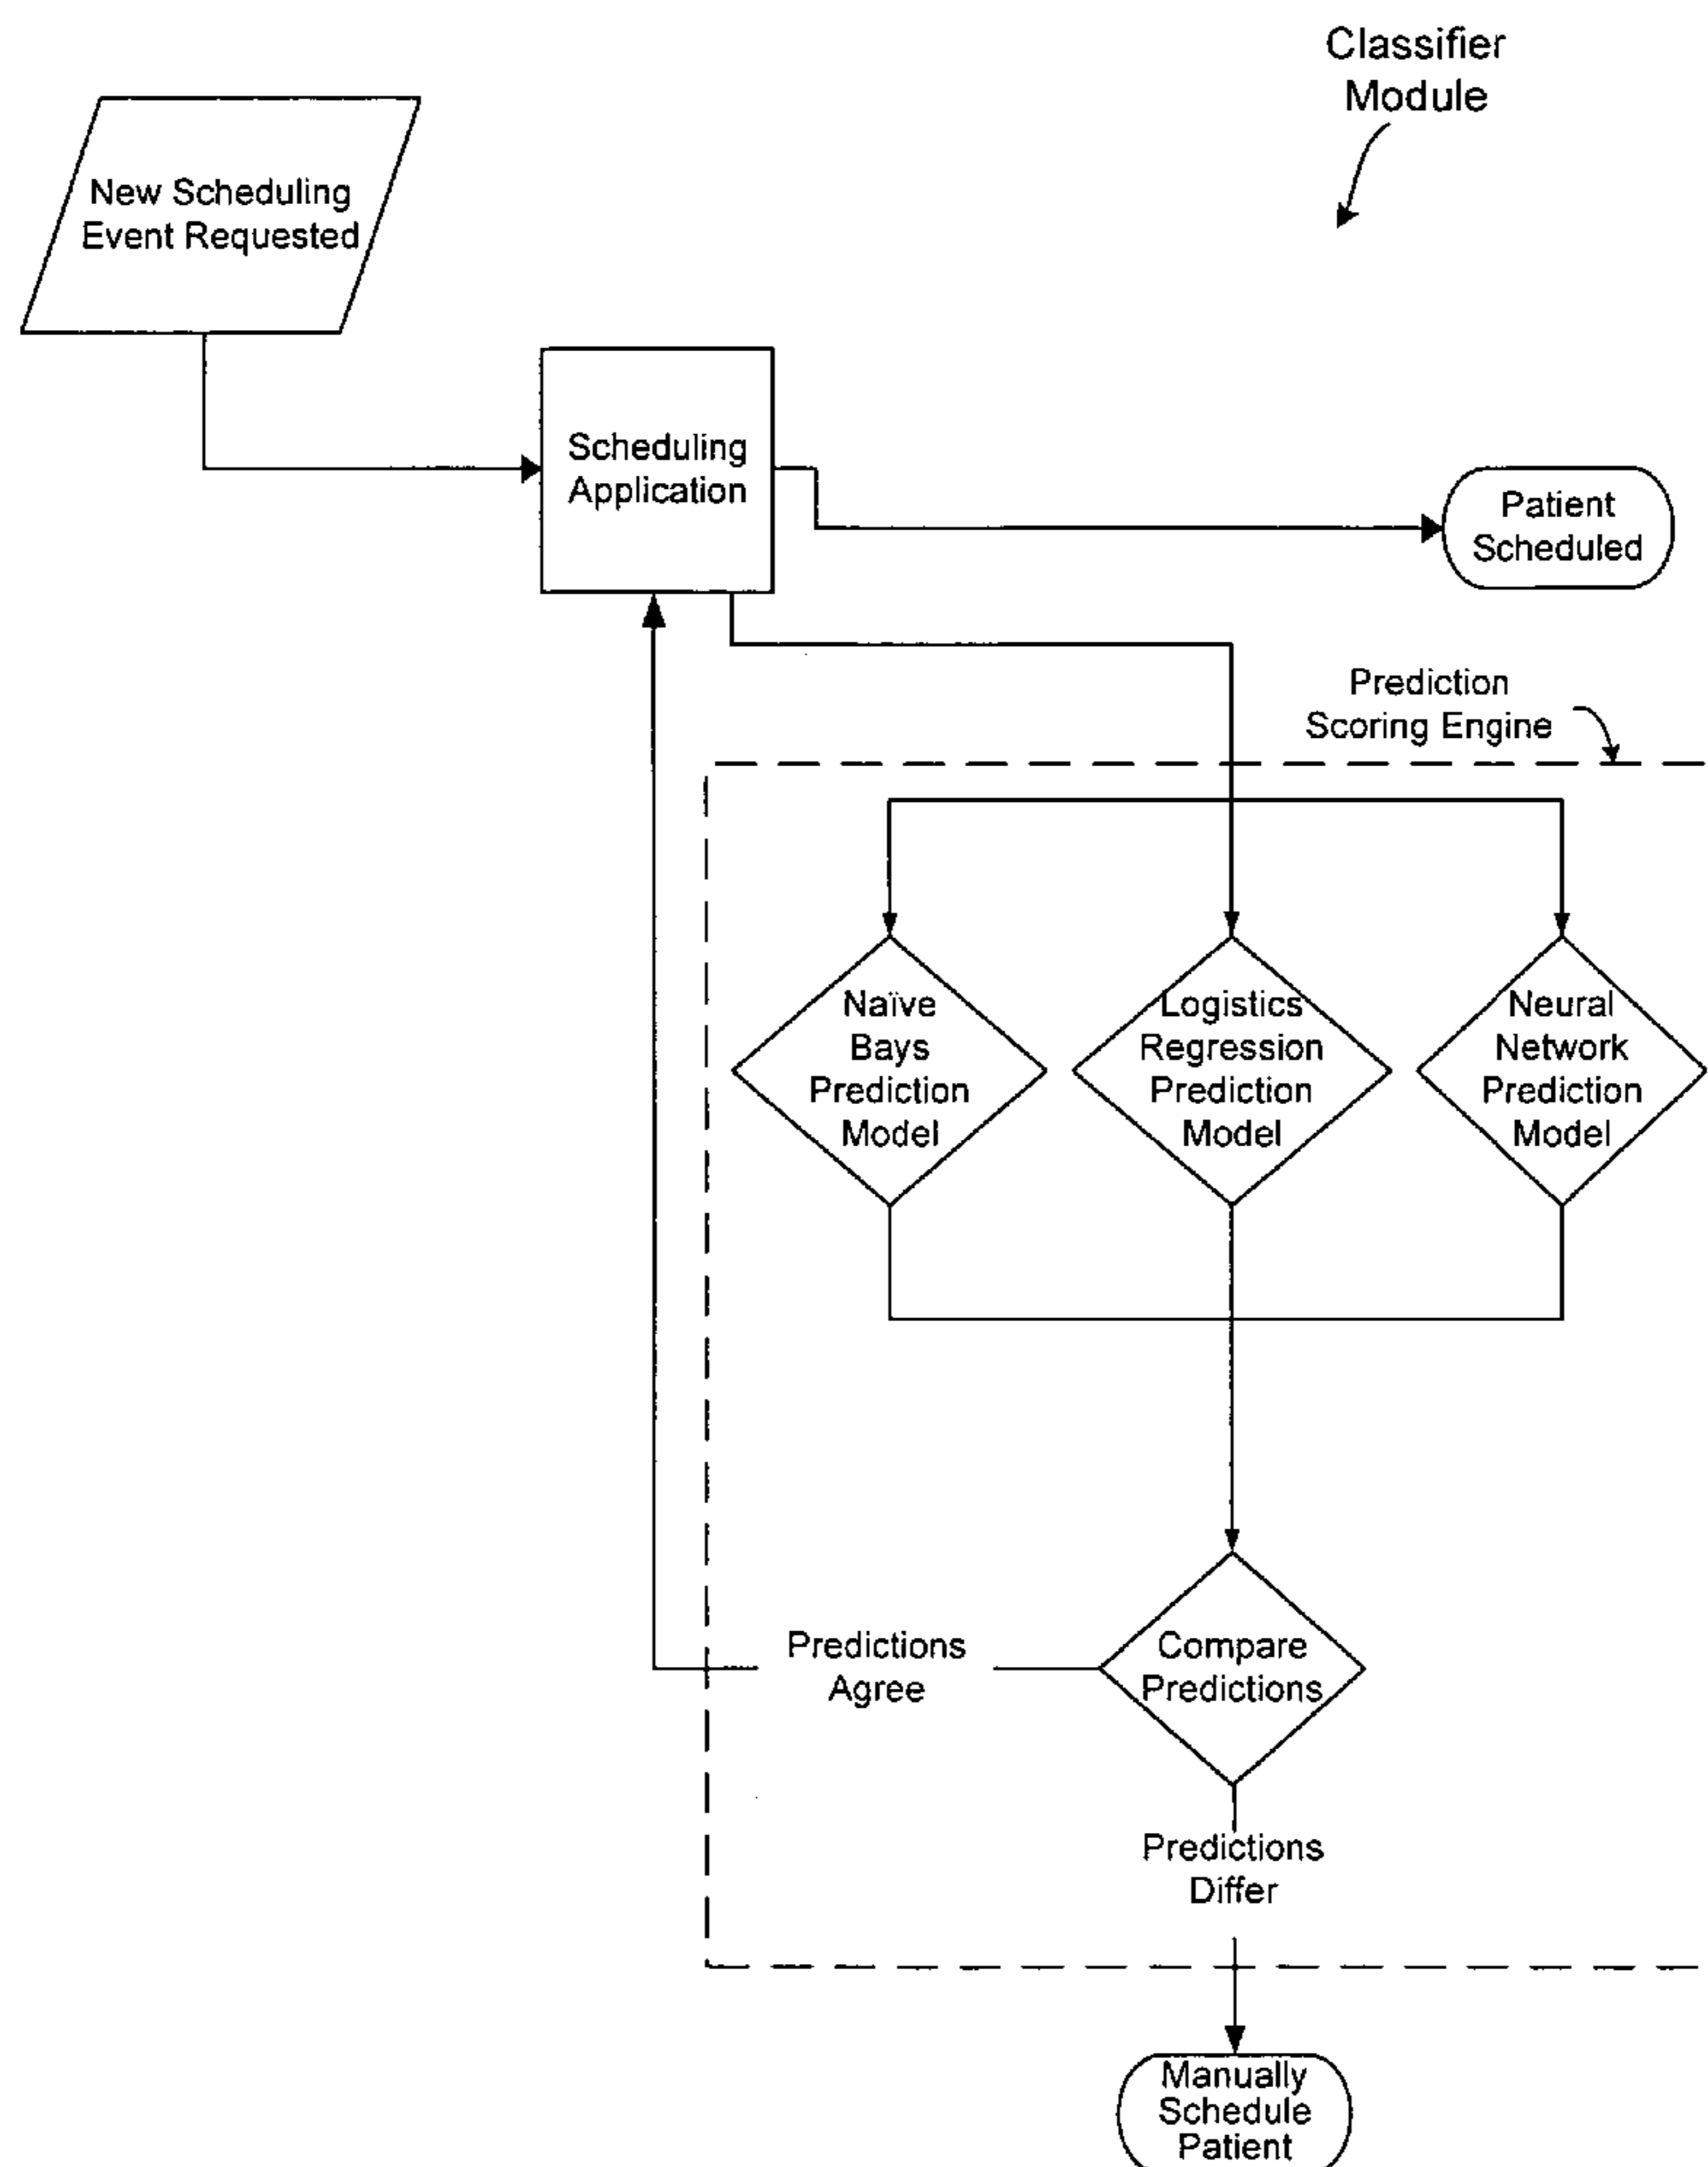 Classifier
Module
New Scheduling
Event Requested
Scheduling
Application
Patient
Scheduled
Prediction
Scoring Engine
Naïve
Bays
Prediction
Model
Logistics
Regression
Prediction
Model
Neural
Network
Prediction
Model
Predictions
Agree
Compare
Predictions
Predictions
Differ
Manually
Schedule
Patient